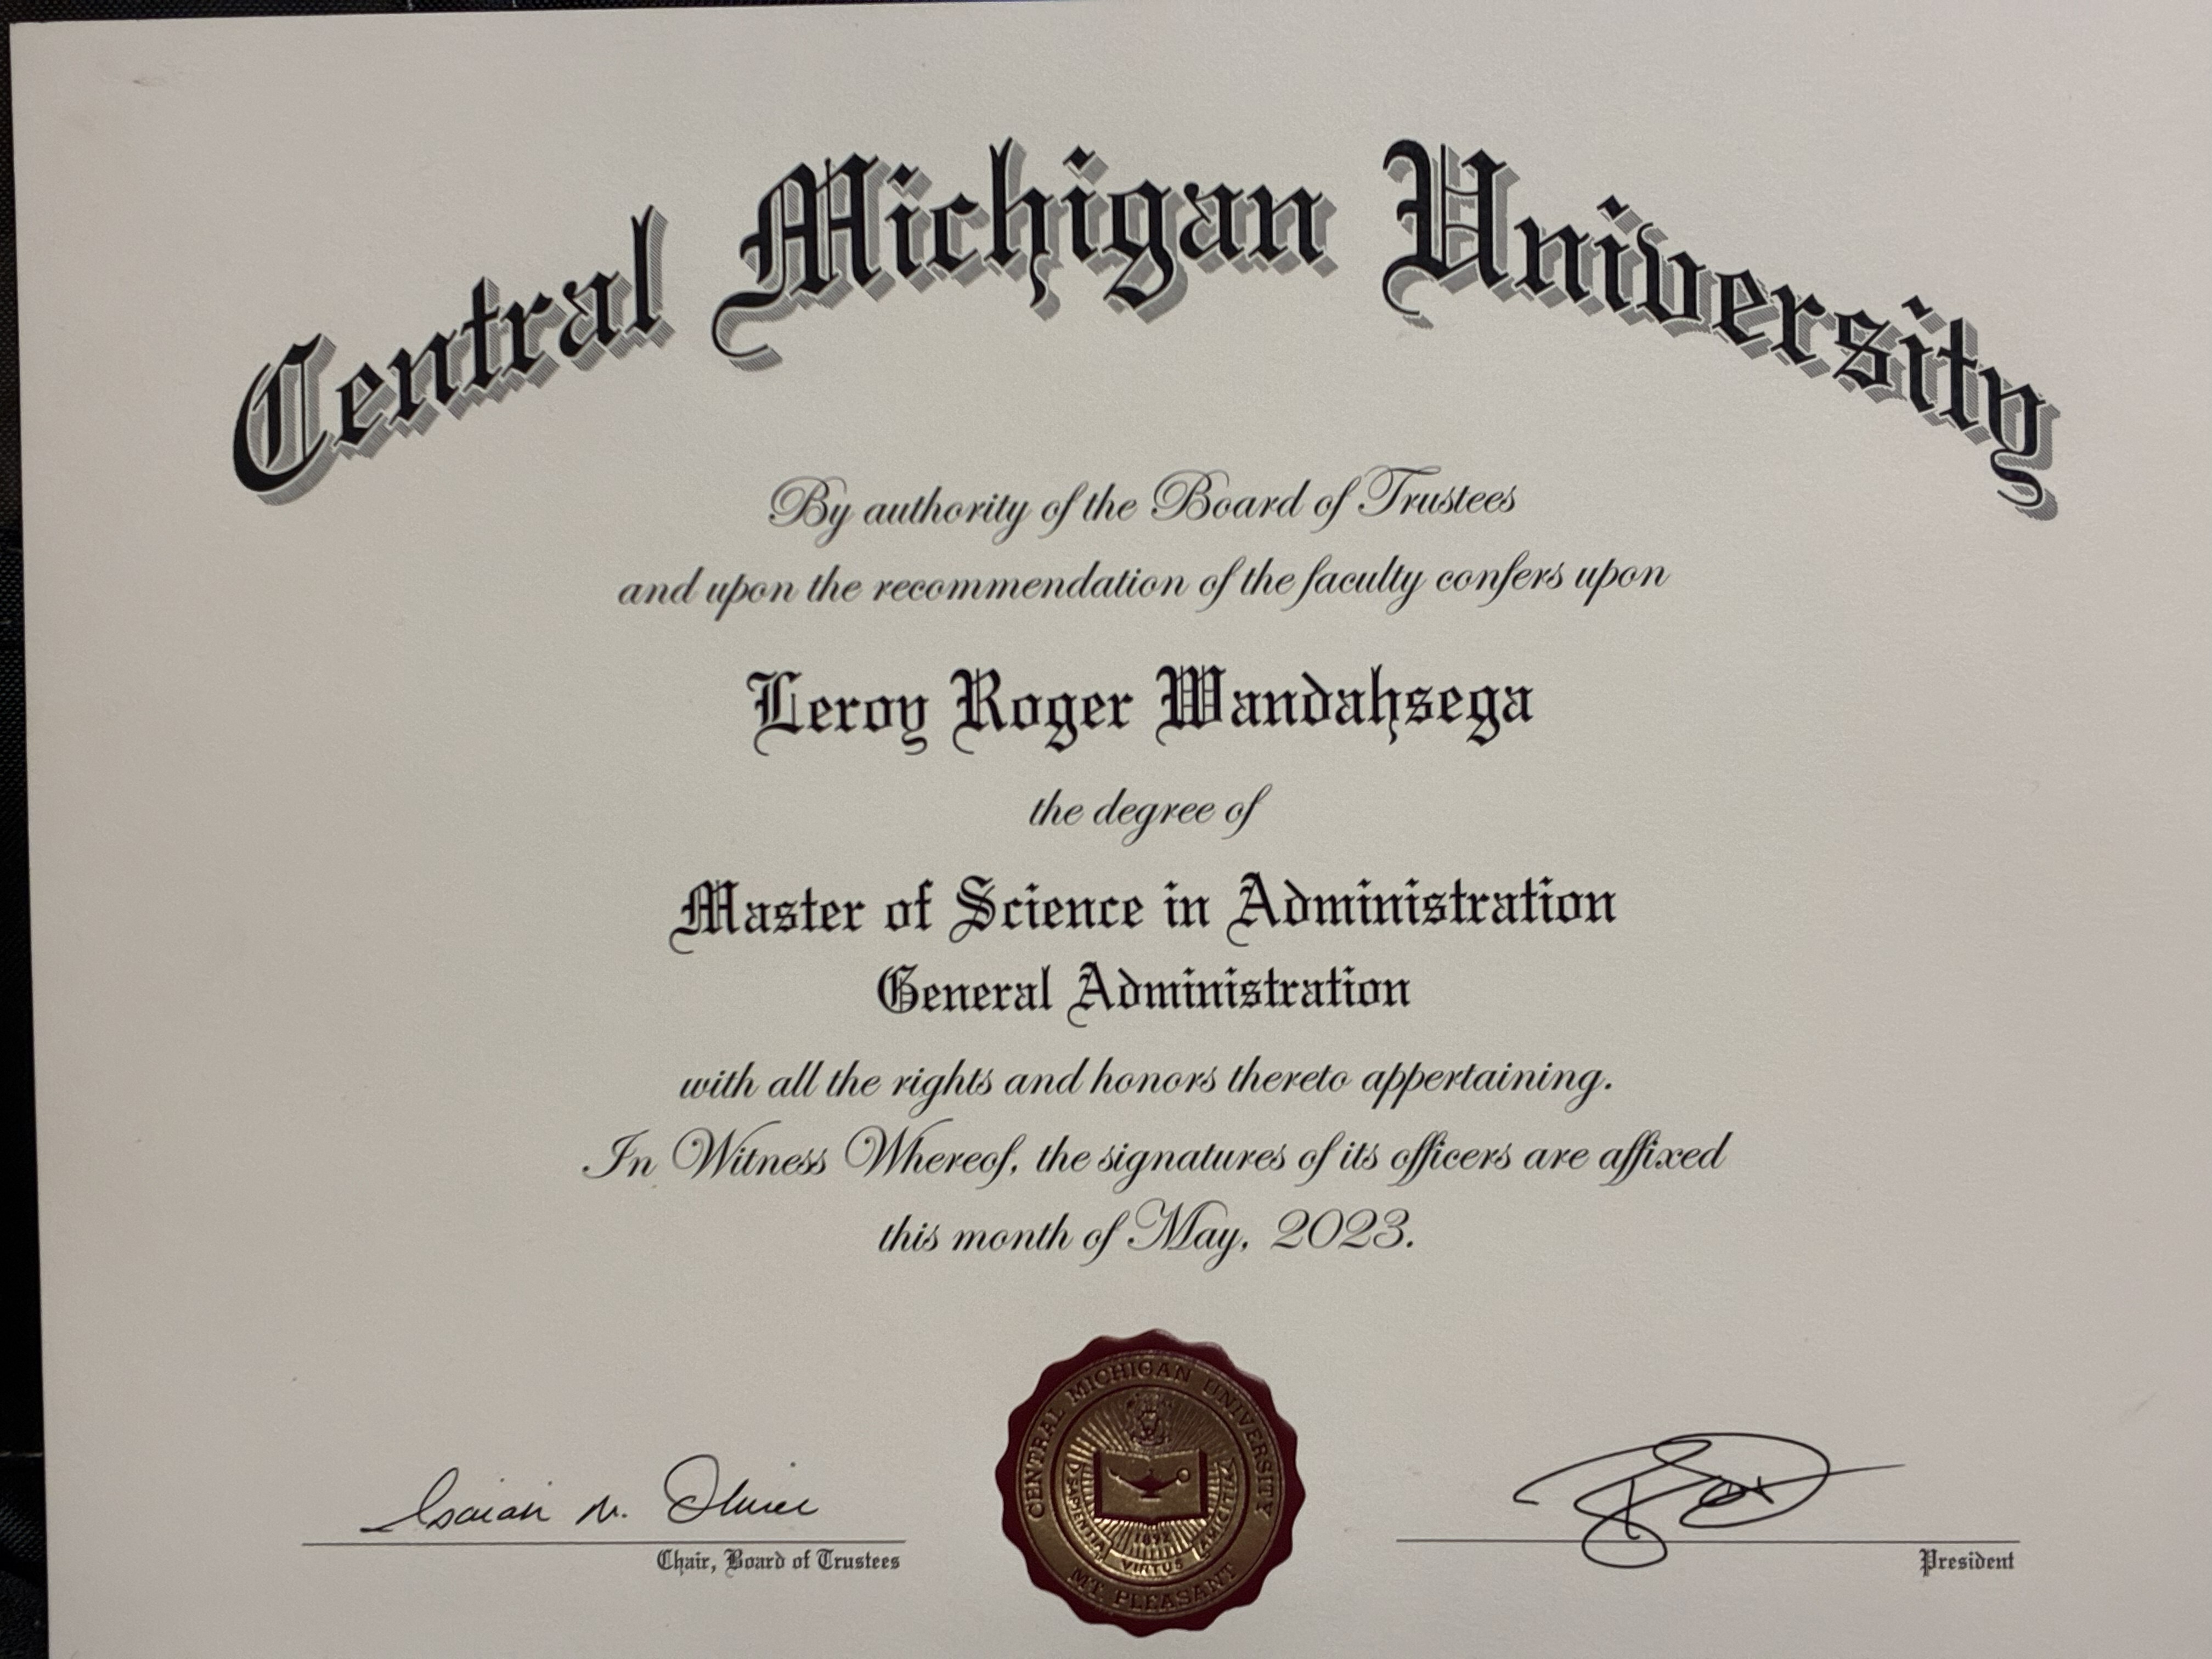 Central Michigan University
By authority of the Board of Trustees
and upon the recommendation of the faculty confers upon
Leroy Roger Wandahsega
the degree of
Master of Science in Administration
General Administration
with all the rights and honors thereto appertaining.
In Witness Whereof, the signatures of its officers are affixed
this month of May, 2023.
CENTRAL MICHIGAN UNIVERSITY
SAPIENTIA
VIRTUS
AMICITIA
1892
MT. PLEASANT
Isaiah M. Oliver
Chair, Board of Trustees
President